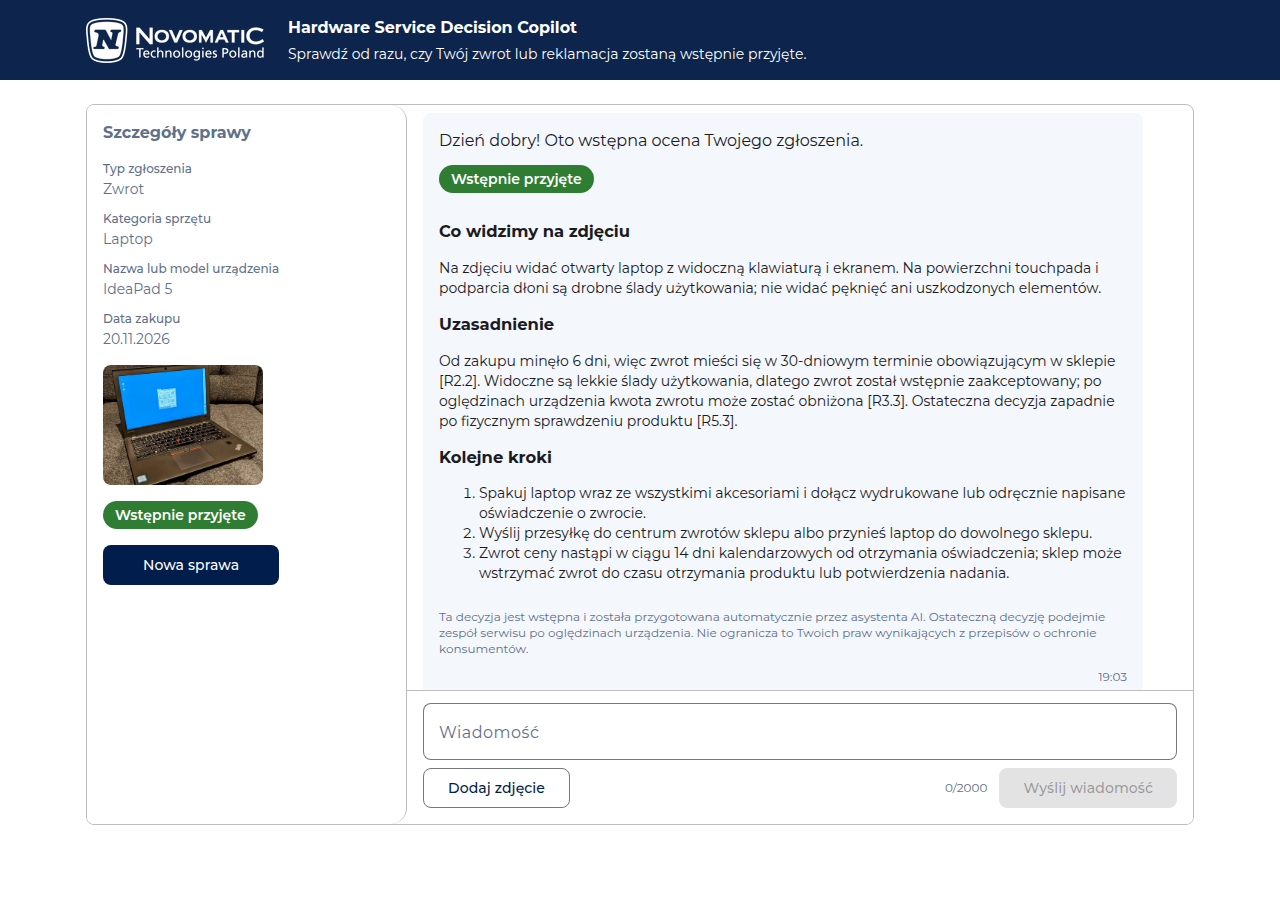 NOVOMATIC
Technologies Poland
Hardware Service Decision Copilot
Sprawdź od razu, czy Twój zwrot lub reklamacja zostaną wstępnie przyjęte.
Szczegóły sprawy
Typ zgłoszenia
Zwrot
Kategoria sprzętu
Laptop
Nazwa lub model urządzenia
IdeaPad 5
Data zakupu
20.11.2026
Wstępnie przyjęte
Nowa sprawa
Dzień dobry! Oto wstępna ocena Twojego zgłoszenia.
Wstępnie przyjęte
Co widzimy na zdjęciu
Na zdjęciu widać otwarty laptop z widoczną klawiaturą i ekranem. Na powierzchni touchpada i
podparcia dłoni są drobne ślady użytkowania; nie widać pęknięć ani uszkodzonych elementów.
Uzasadnienie
Od zakupu minęło 6 dni, więc zwrot mieści się w 30-dniowym terminie obowiązującym w sklepie
[R2.2]. Widoczne są lekkie ślady użytkowania, dlatego zwrot został wstępnie zaakceptowany; po
oględzinach urządzenia kwota zwrotu może zostać obniżona [R3.3]. Ostateczna decyzja zapadnie
po fizycznym sprawdzeniu produktu [R5.3].
Kolejne kroki
1. Spakuj laptop wraz ze wszystkimi akcesoriami i dołącz wydrukowane lub odręcznie napisane
oświadczenie o zwrocie.
2. Wyślij przesyłkę do centrum zwrotów sklepu albo przynieś laptop do dowolnego sklepu.
3. Zwrot ceny nastąpi w ciągu 14 dni kalendarzowych od otrzymania oświadczenia; sklep może
wstrzymać zwrot do czasu otrzymania produktu lub potwierdzenia nadania.
Ta decyzja jest wstępna i została przygotowana automatycznie przez asystenta AI. Ostateczną decyzję podejmie
zespół serwisu po oględzinach urządzenia. Nie ogranicza to Twoich praw wynikających z przepisów o ochronie
konsumentów.
19:03
Wiadomość
Dodaj zdjęcie
0/2000
Wyślij wiadomość